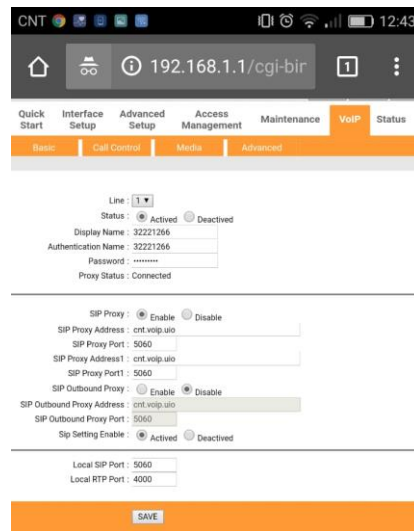 CNT 12:43
192.168.1.1/cgi-bir 1
Quick Start Interface Setup Advanced Setup Access Management Maintenance VoIP Status
Basic Call Control Media Advanced
Line : 1
Status : Actived Deactived
Display Name : 32221266
Authentication Name : 32221266
Password : •••••••••
Proxy Status : Connected
SIP Proxy : Enable Disable
SIP Proxy Address : cnt.voip.uio
SIP Proxy Port : 5060
SIP Proxy Address1 : cnt.voip.uio
SIP Proxy Port1 : 5060
SIP Outbound Proxy : Enable Disable
SIP Outbound Proxy Address : cnt.voip.uio
SIP Outbound Proxy Port : 5060
Sip Setting Enable : Actived Deactived
Local SIP Port : 5060
Local RTP Port : 4000
SAVE